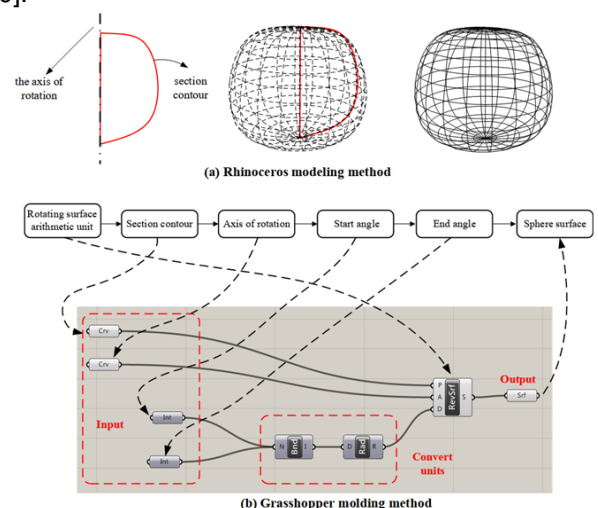 e].
the axis of
rotation
section
contour
(a) Rhinoceros modeling method
Rotating surface
arithmetic unit
Section contour
Axis of rotation
Start angle
End angle
Sphere surface
Crv
Crv
Input
Int
Int
N Bnd I
D Rad R
Convert
units
P
A
D
RevSrf
S
Output
Srf
(b) Grasshopper molding method